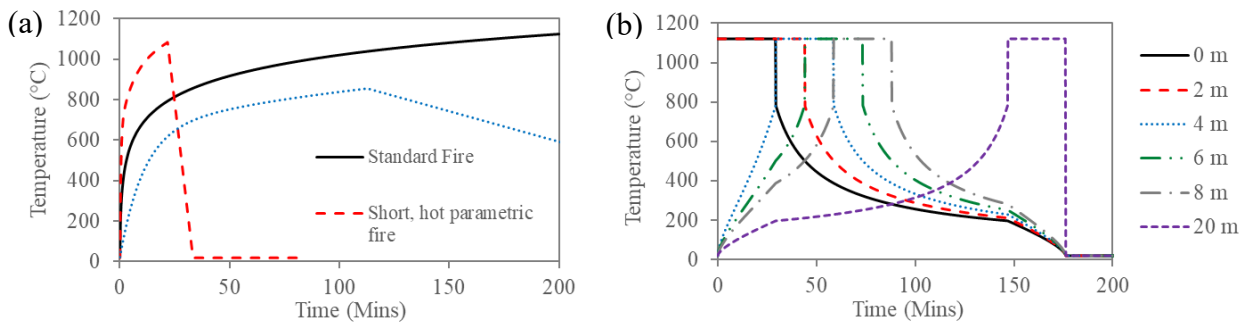 (a)
1200
1000
800
600
400
200
0
Temperature (°C)
0 50 100 150 200
Time (Mins)
Standard Fire
Short, hot parametric
fire
(b)
1200
1000
800
600
400
200
0
Temperature (°C)
0 50 100 150 200
Time (Mins)
0 m
2 m
4 m
6 m
8 m
20 m